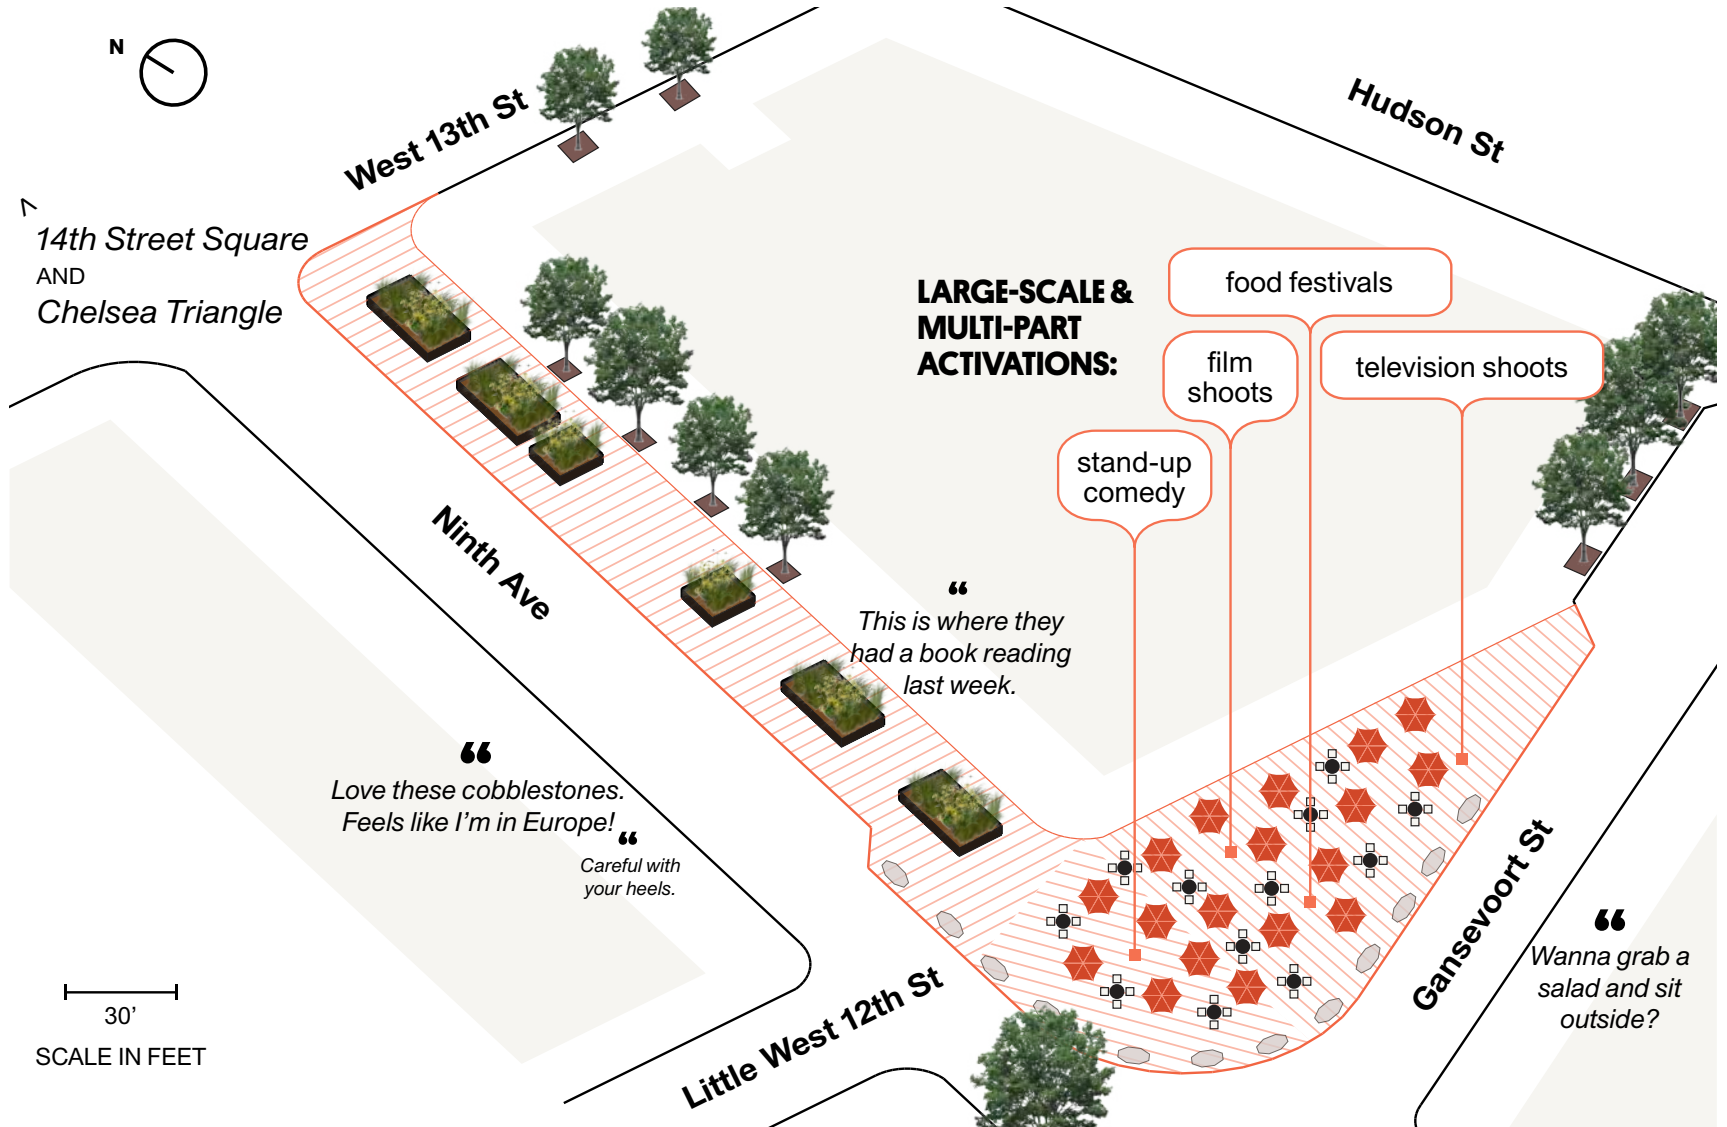 N
West 13th St
Hudson St
^
14th Street Square
AND
Chelsea Triangle
LARGE-SCALE &
MULTI-PART
ACTIVATIONS:
food festivals
film
shoots
television shoots
stand-up
comedy
Ninth Ave
“
This is where they
had a book reading
last week.
“
Love these cobblestones.
Feels like I’m in Europe!
“
Careful with
your heels.
Gansevoort St
“
Wanna grab a
salad and sit
outside?
Little West 12th St
30’
SCALE IN FEET